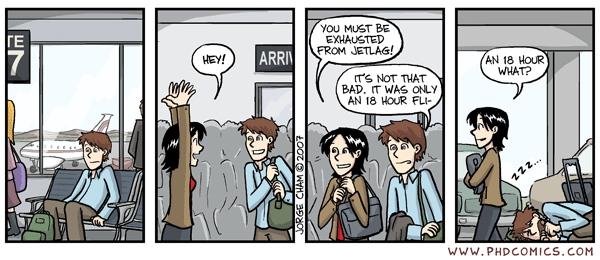 TE
7
HEY!
ARRIV
YOU MUST BE
EXHAUSTED
FROM JETLAG!
IT'S NOT THAT
BAD. IT WAS ONLY
AN 18 HOUR FLI-
JORGE CHAM © 2007
AN 18 HOUR
WHAT?
ZZZ...
WWW.PHDCOMICS.COM